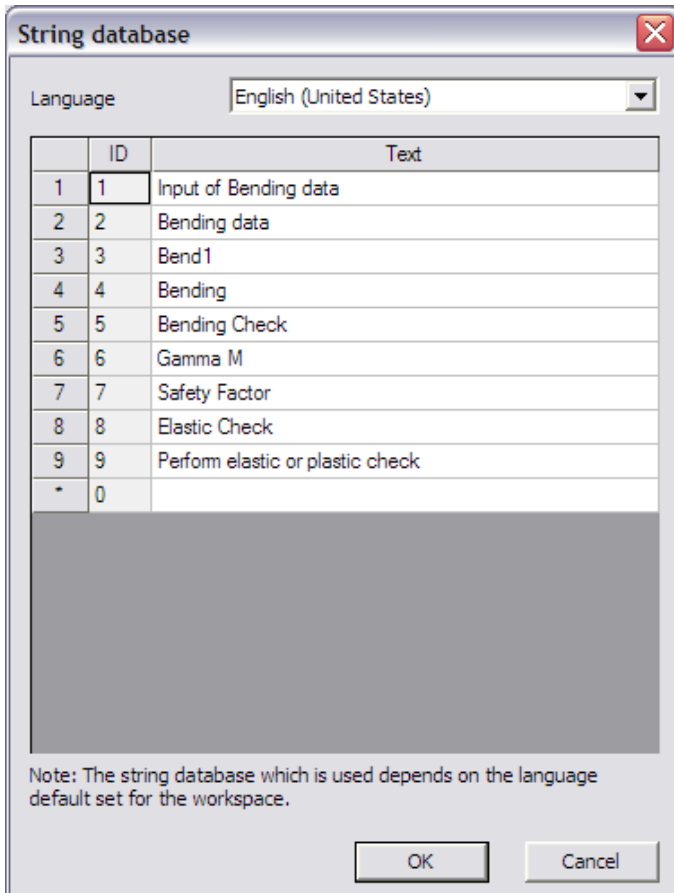 String database
Language English (United States)
ID Text
1 1 Input of Bending data
2 2 Bending data
3 3 Bend1
4 4 Bending
5 5 Bending Check
6 6 Gamma M
7 7 Safety Factor
8 8 Elastic Check
9 9 Perform elastic or plastic check
* 0
Note: The string database which is used depends on the language
default set for the workspace.
OK Cancel